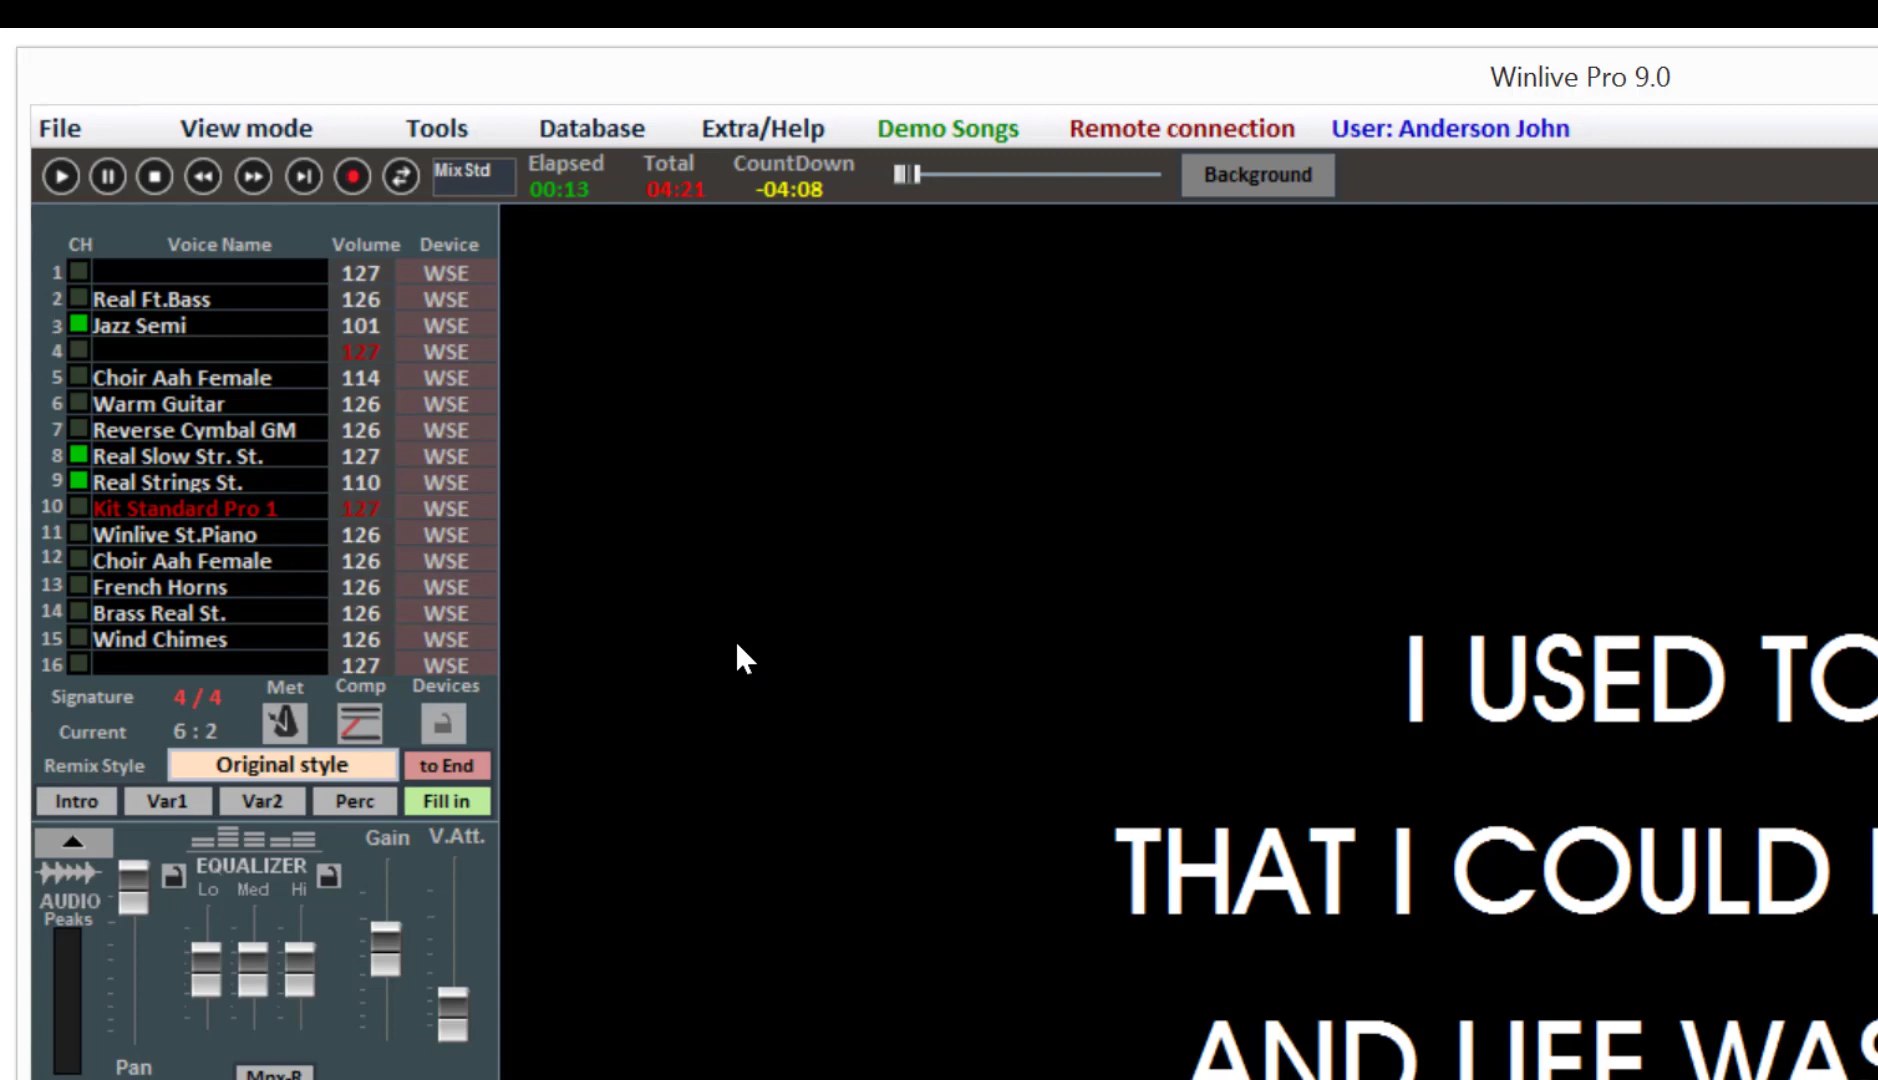 Winlive Pro 9.0
File View mode Tools Database Extra/Help Demo Songs Remote connection User: Anderson John
Mix Std Elapsed Total CountDown Background
00:13 04:21 -04:08
CH Voice Name Volume Device
1 127 WSE
2 Real Ft.Bass 126 WSE
3 Jazz Semi 101 WSE
4 127 WSE
5 Choir Aah Female 114 WSE
6 Warm Guitar 126 WSE
7 Reverse Cymbal GM 126 WSE
8 Real Slow Str. St. 127 WSE
9 Real Strings St. 110 WSE
10 Kit Standard Pro 1 127 WSE
11 Winlive St.Piano 126 WSE
12 Choir Aah Female 126 WSE
13 French Horns 126 WSE
14 Brass Real St. 126 WSE
15 Wind Chimes 126 WSE
16 127 WSE
Signature 4 / 4 Met Comp Devices
Current 6 : 2
Remix Style Original style to End
Intro Var1 Var2 Perc Fill in
Gain V.Att.
EQUALIZER
Lo Med Hi
AUDIO
Peaks
Pan
I USED TO
THAT I COULD
AND LIFE WAS